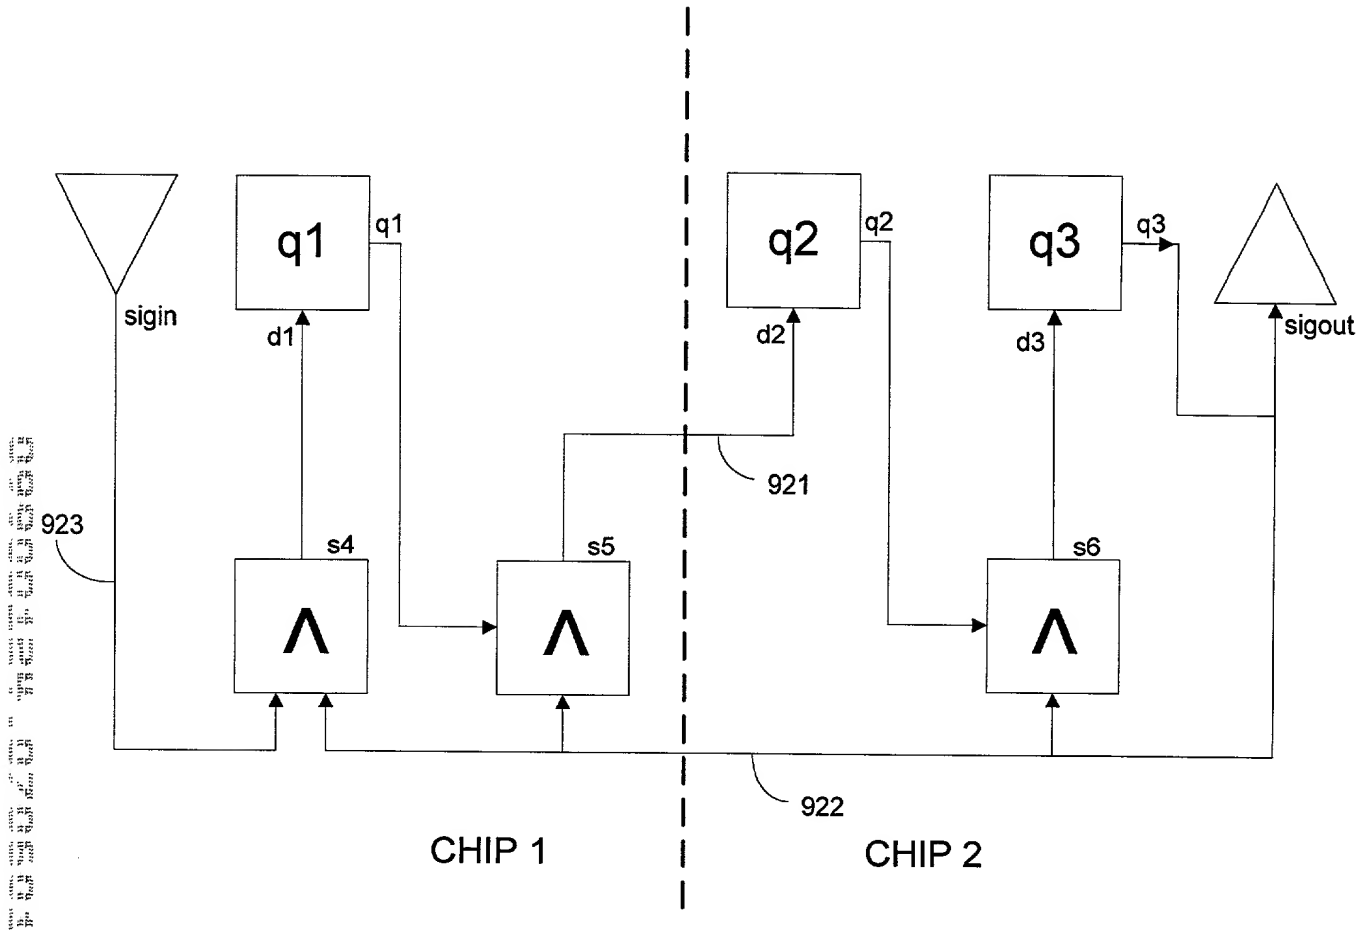 q1
q1
q2
q2
q3
q3
sigin
d1
d2
d3
sigout
921
923
s4
s5
s6
Λ
Λ
Λ
922
CHIP 1
CHIP 2